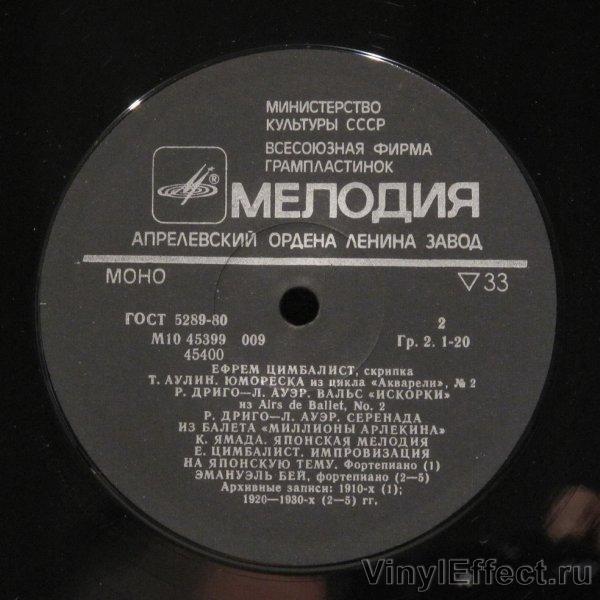 МИНИСТЕРСТВО
КУЛЬТУРЫ СССР
ВСЕСОЮЗНАЯ ФИРМА
ГРАМПЛАСТИНОК
®
МЕЛОДИЯ
АПРЕЛЕВСКИЙ ОРДЕНА ЛЕНИНА ЗАВОД
МОНО ▽33
ГОСТ 5289-80 2
М10 45399 009 Гр. 2. 1-20
45400
ЕФРЕМ ЦИМБАЛИСТ, скрипка
Т. АУЛИН. ЮМОРЕСКА из цикла «Акварели», № 2
Р. ДРИГО—Л. АУЭР. ВАЛЬС «ИСКОРКИ»
из Airs de Ballet, No. 2
Р. ДРИГО—Л. АУЭР. СЕРЕНАДА
ИЗ БАЛЕТА «МИЛЛИОНЫ АРЛЕКИНА»
К. ЯМАДА. ЯПОНСКАЯ МЕЛОДИЯ
Е. ЦИМБАЛИСТ. ИМПРОВИЗАЦИЯ
НА ЯПОНСКУЮ ТЕМУ. Фортепиано (1)
ЭМАНУЭЛЬ БЕЙ, фортепиано (2—5)
Архивные записи: 1910-х (1);
1920—1930-х (2—5) гг.
VinylEffect.ru